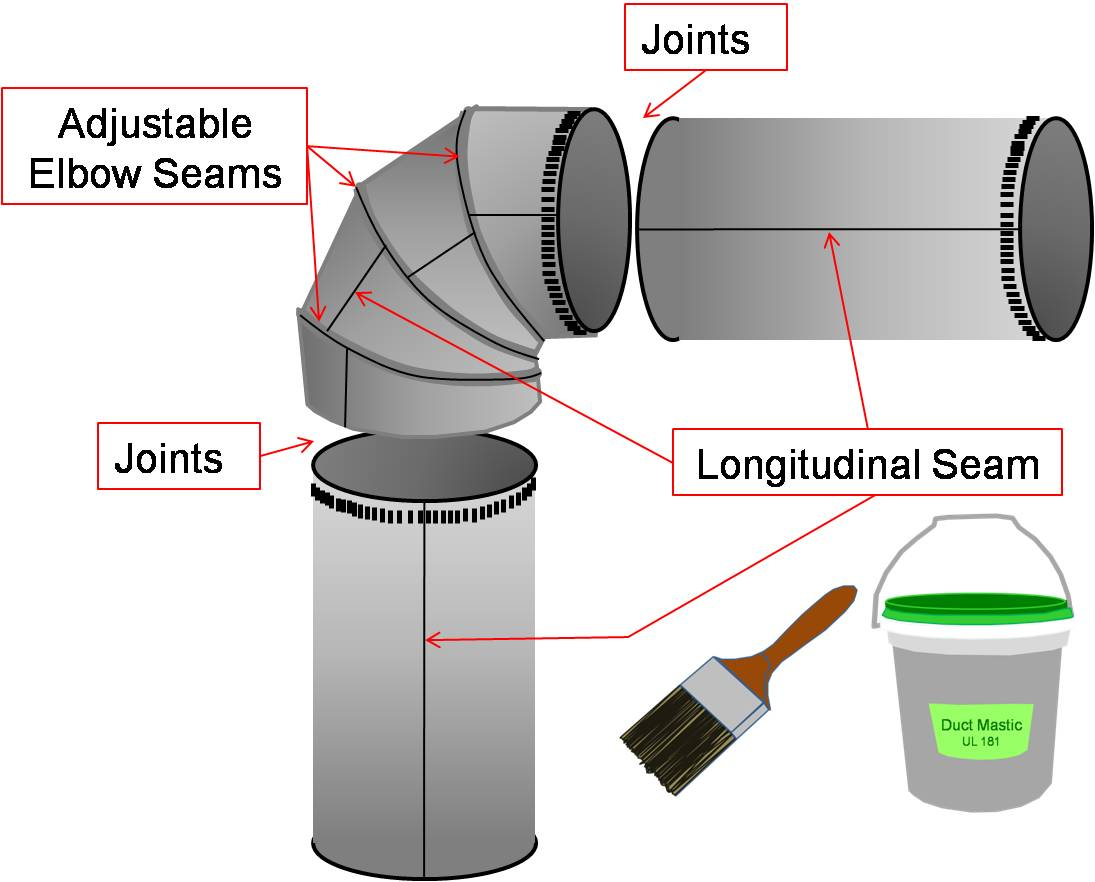 Joints
Adjustable
Elbow Seams
Joints
Longitudinal Seam
Duct Mastic
UL 181